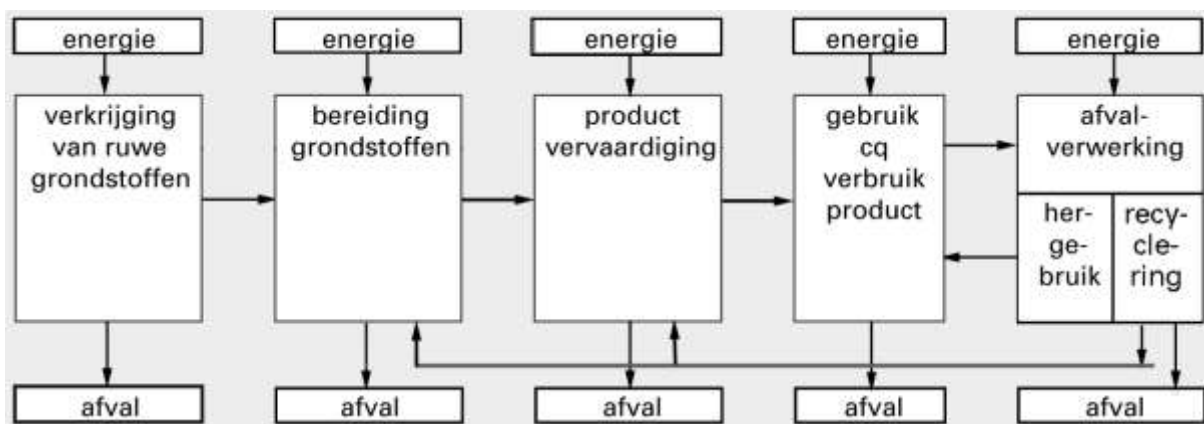 energie
energie
energie
energie
energie
verkrijging
van ruwe
grondstoffen
bereiding
grondstoffen
product
vervaardiging
gebruik
cq
verbruik
product
afval-
verwerking
her-
ge-
bruik
recy-
cle-
ring
afval
afval
afval
afval
afval